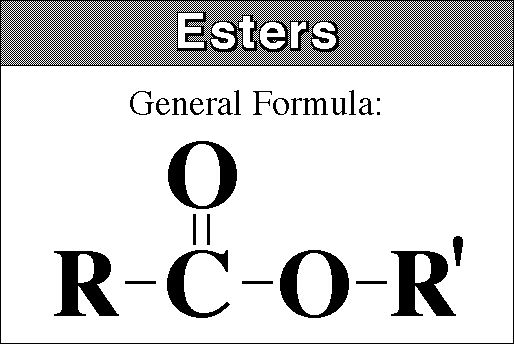 Esters
General Formula:
O
||
R–C–O–R'